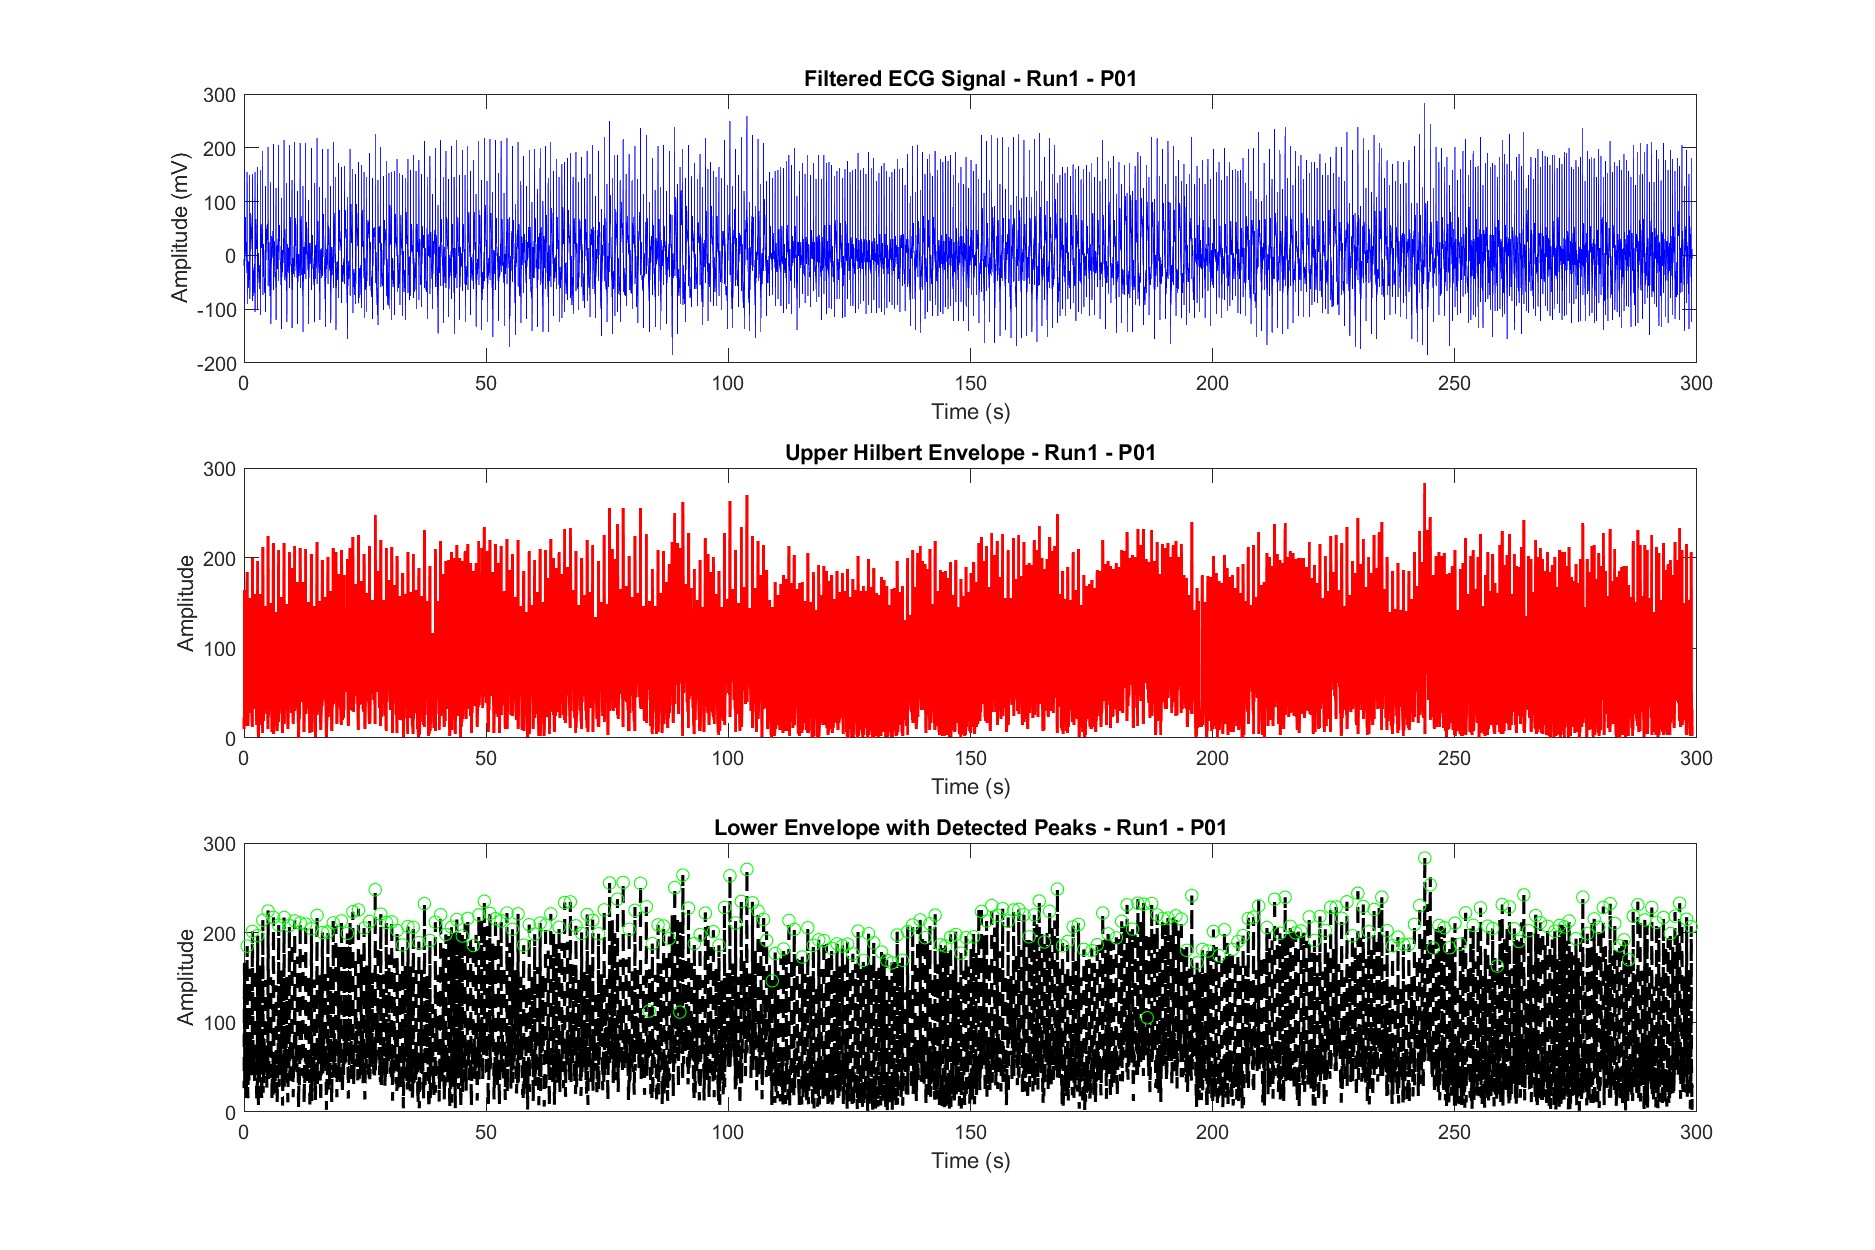 Filtered ECG Signal - Run1 - P01
300
200
100
0
-100
-200
Amplitude (mV)
0 50 100 150 200 250 300
Time (s)
Upper Hilbert Envelope - Run1 - P01
300
200
100
0
Amplitude
0 50 100 150 200 250 300
Time (s)
Lower Envelope with Detected Peaks - Run1 - P01
300
200
100
0
Amplitude
0 50 100 150 200 250 300
Time (s)